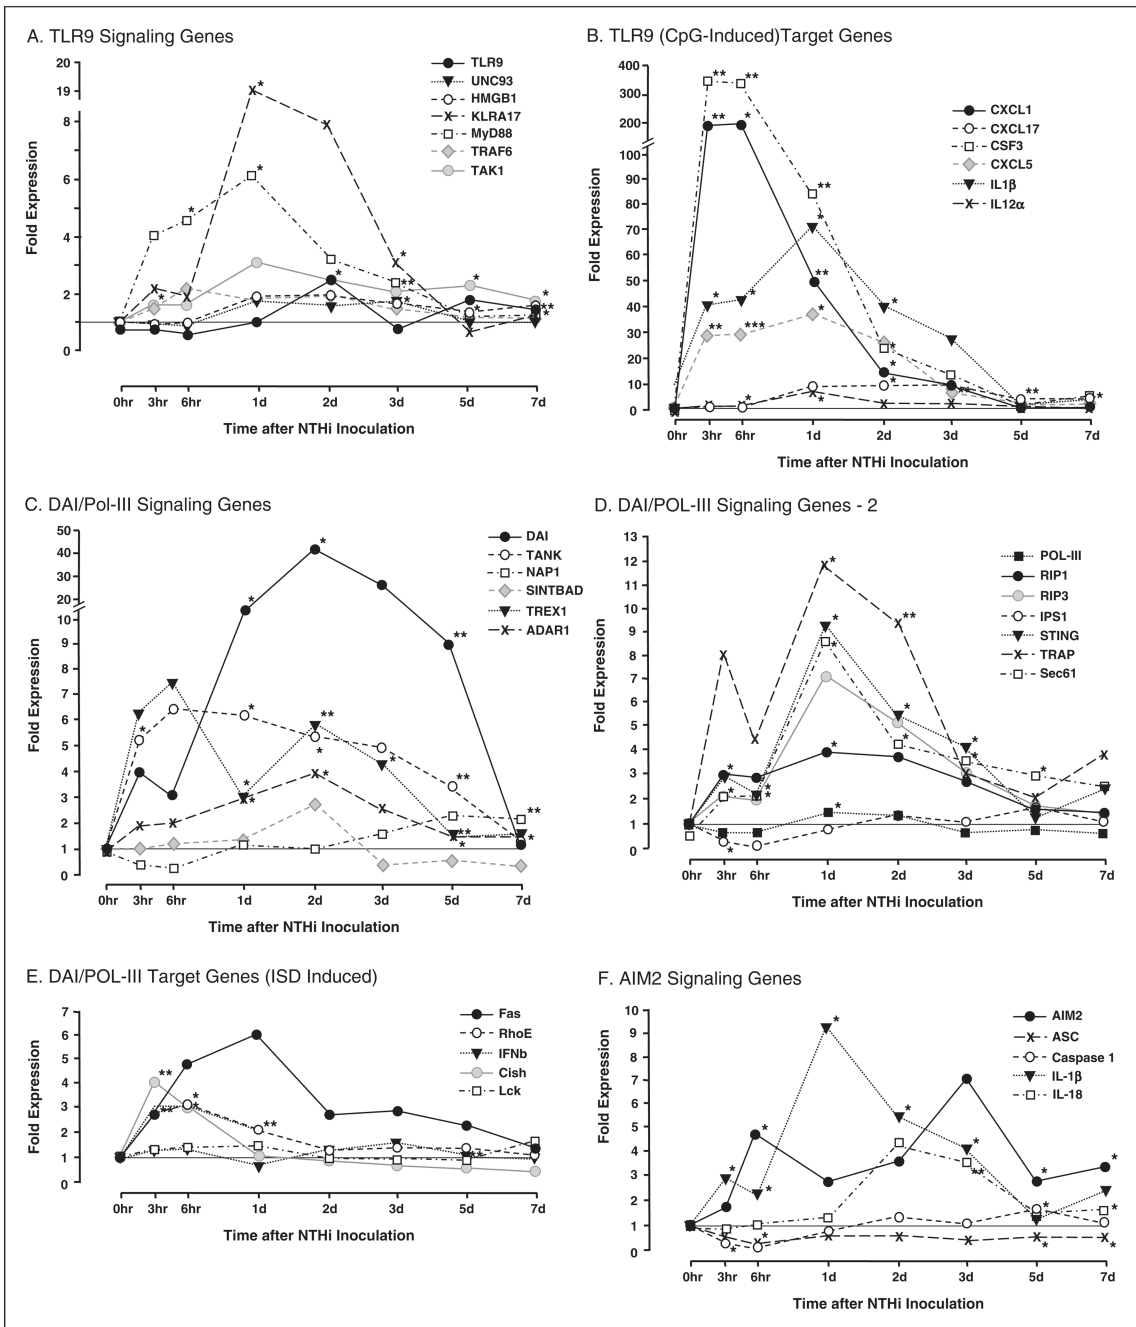 A. TLR9 Signaling Genes
20
19
8
6
4
2
0
Fold Expression
TLR9
UNC93
HMGB1
KLRA17
MyD88
TRAF6
TAK1
0hr 3hr 6hr 1d 2d 3d 5d 7d
Time after NTHi Inoculation
B. TLR9 (CpG-Induced)Target Genes
400
300
200
100
90
80
70
60
50
40
30
20
10
0
Fold Expression
CXCL1
CXCL17
CSF3
CXCL5
IL1β
IL12α
0hr 3hr 6hr 1d 2d 3d 5d 7d
Time after NTHi Inoculation
C. DAI/Pol-III Signaling Genes
50
40
30
20
10
9
8
7
6
5
4
3
2
1
0
Fold Expression
DAI
TANK
NAP1
SINTBAD
TREX1
ADAR1
0hr 3hr 6hr 1d 2d 3d 5d 7d
Time after NTHi Inoculation
D. DAI/POL-III Signaling Genes - 2
13
12
11
10
9
8
7
6
5
4
3
2
1
0
Fold Expression
POL-III
RIP1
RIP3
IPS1
STING
TRAP
Sec61
0hr 3hr 6hr 1d 2d 3d 5d 7d
Time after NTHi Inoculation
E. DAI/POL-III Target Genes (ISD Induced)
7
6
5
4
3
2
1
0
Fold Expression
Fas
RhoE
IFNb
Cish
Lck
0hr 3hr 6hr 1d 2d 3d 5d 7d
Time after NTHi Inoculation
F. AIM2 Signaling Genes
10
9
8
7
6
5
4
3
2
1
0
Fold Expression
AIM2
ASC
Caspase 1
IL-1β
IL-18
0hr 3hr 6hr 1d 2d 3d 5d 7d
Time after NTHi Inoculation